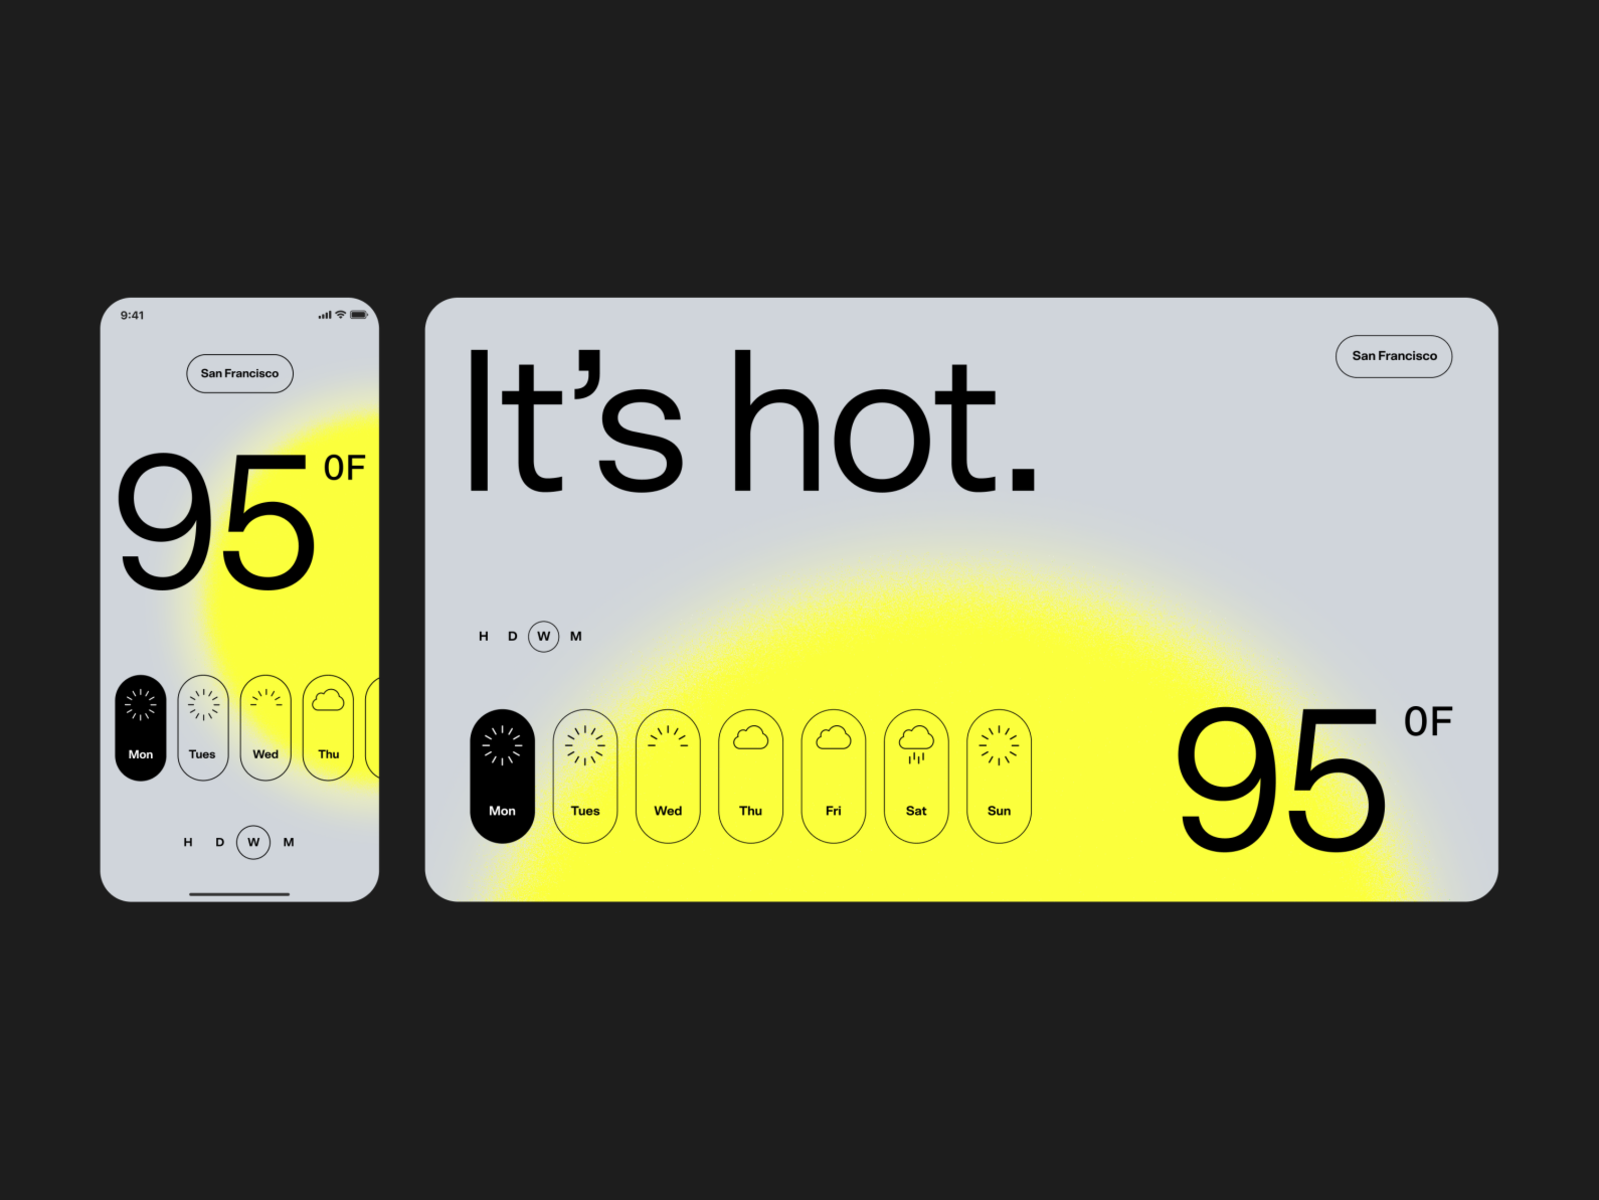 9:41
San Francisco
95 0F
Mon Tues Wed Thu
H D W M
It’s hot.
San Francisco
H D W M
Mon Tues Wed Thu Fri Sat Sun
95 0F